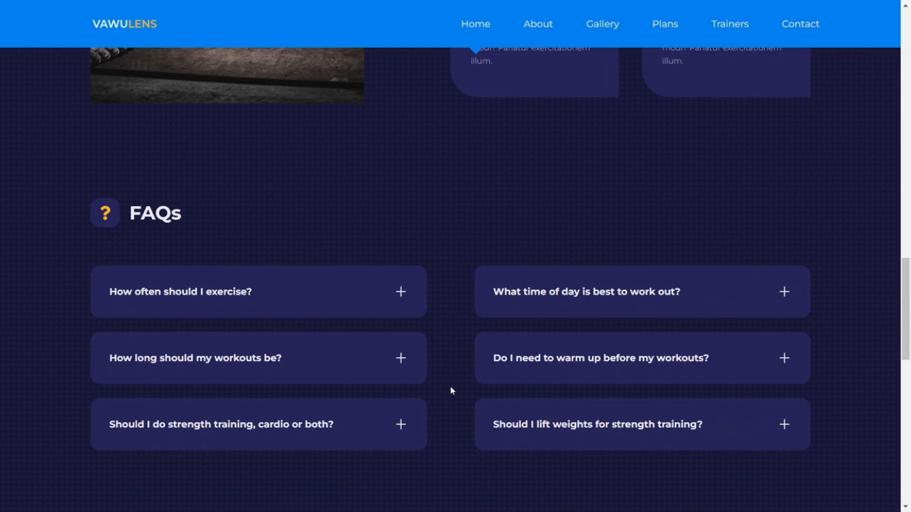 VAWULENS
Home
About
Gallery
Plans
Trainers
Contact
modi? Pariatur exercitationem
illum.
modi? Pariatur exercitationem
illum.
?
FAQs
How often should I exercise?
What time of day is best to work out?
How long should my workouts be?
Do I need to warm up before my workouts?
Should I do strength training, cardio or both?
Should I lift weights for strength training?